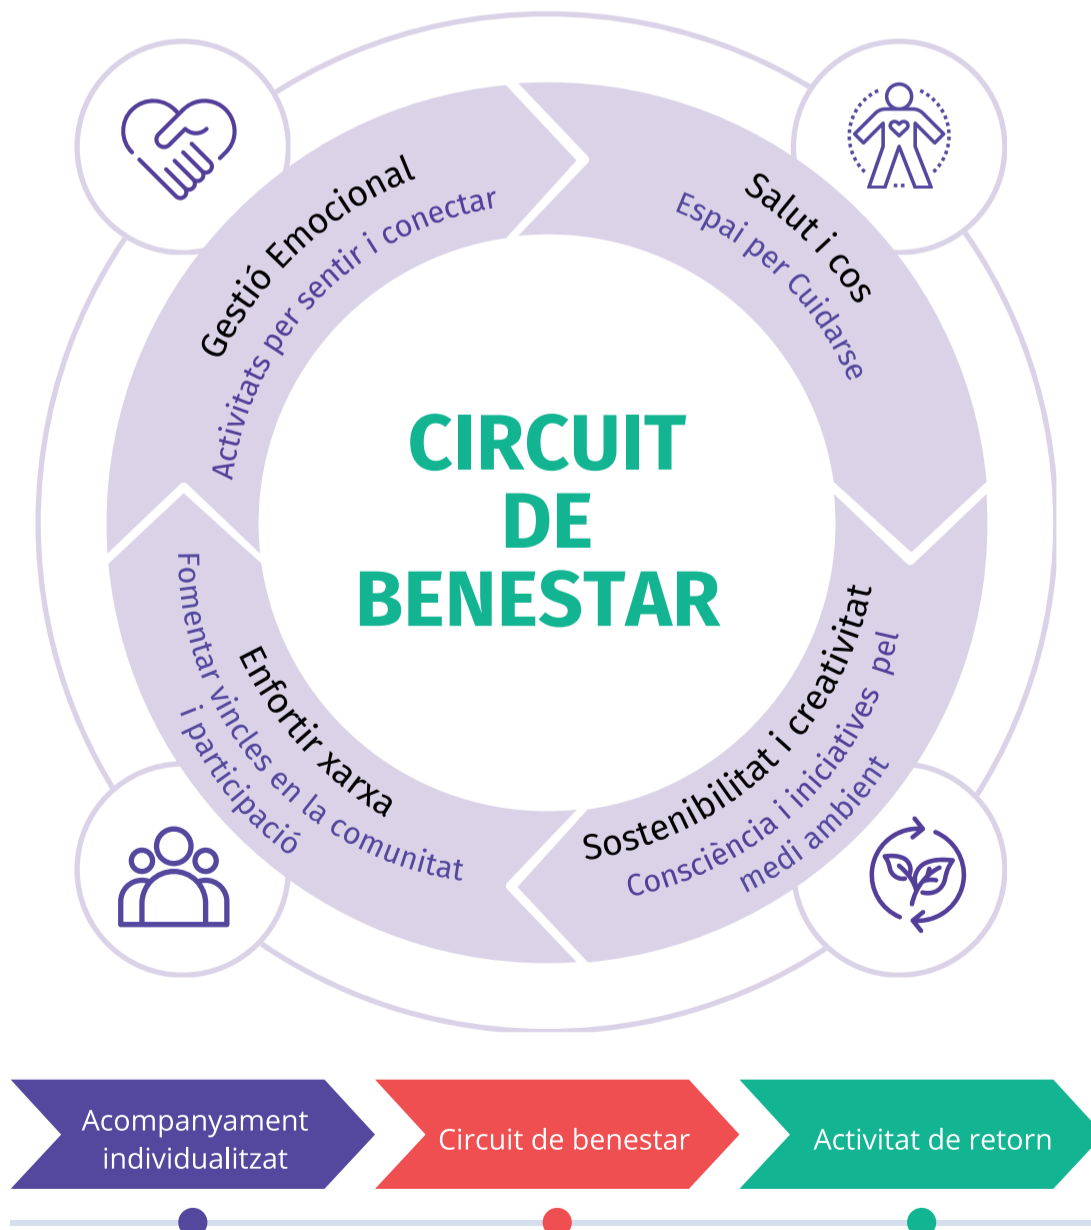 Gestió Emocional
Activitats per sentir i conectar
Salut i cos
Espai per Cuidarse
CIRCUIT
DE
BENESTAR
Sostenibilitat i creativitat
Consciència i iniciatives pel
medi ambient
Enfortir xarxa
Fomentar vincles en la comunitat
i participació
Acompanyament
individualitzat
Circuit de benestar
Activitat de retorn